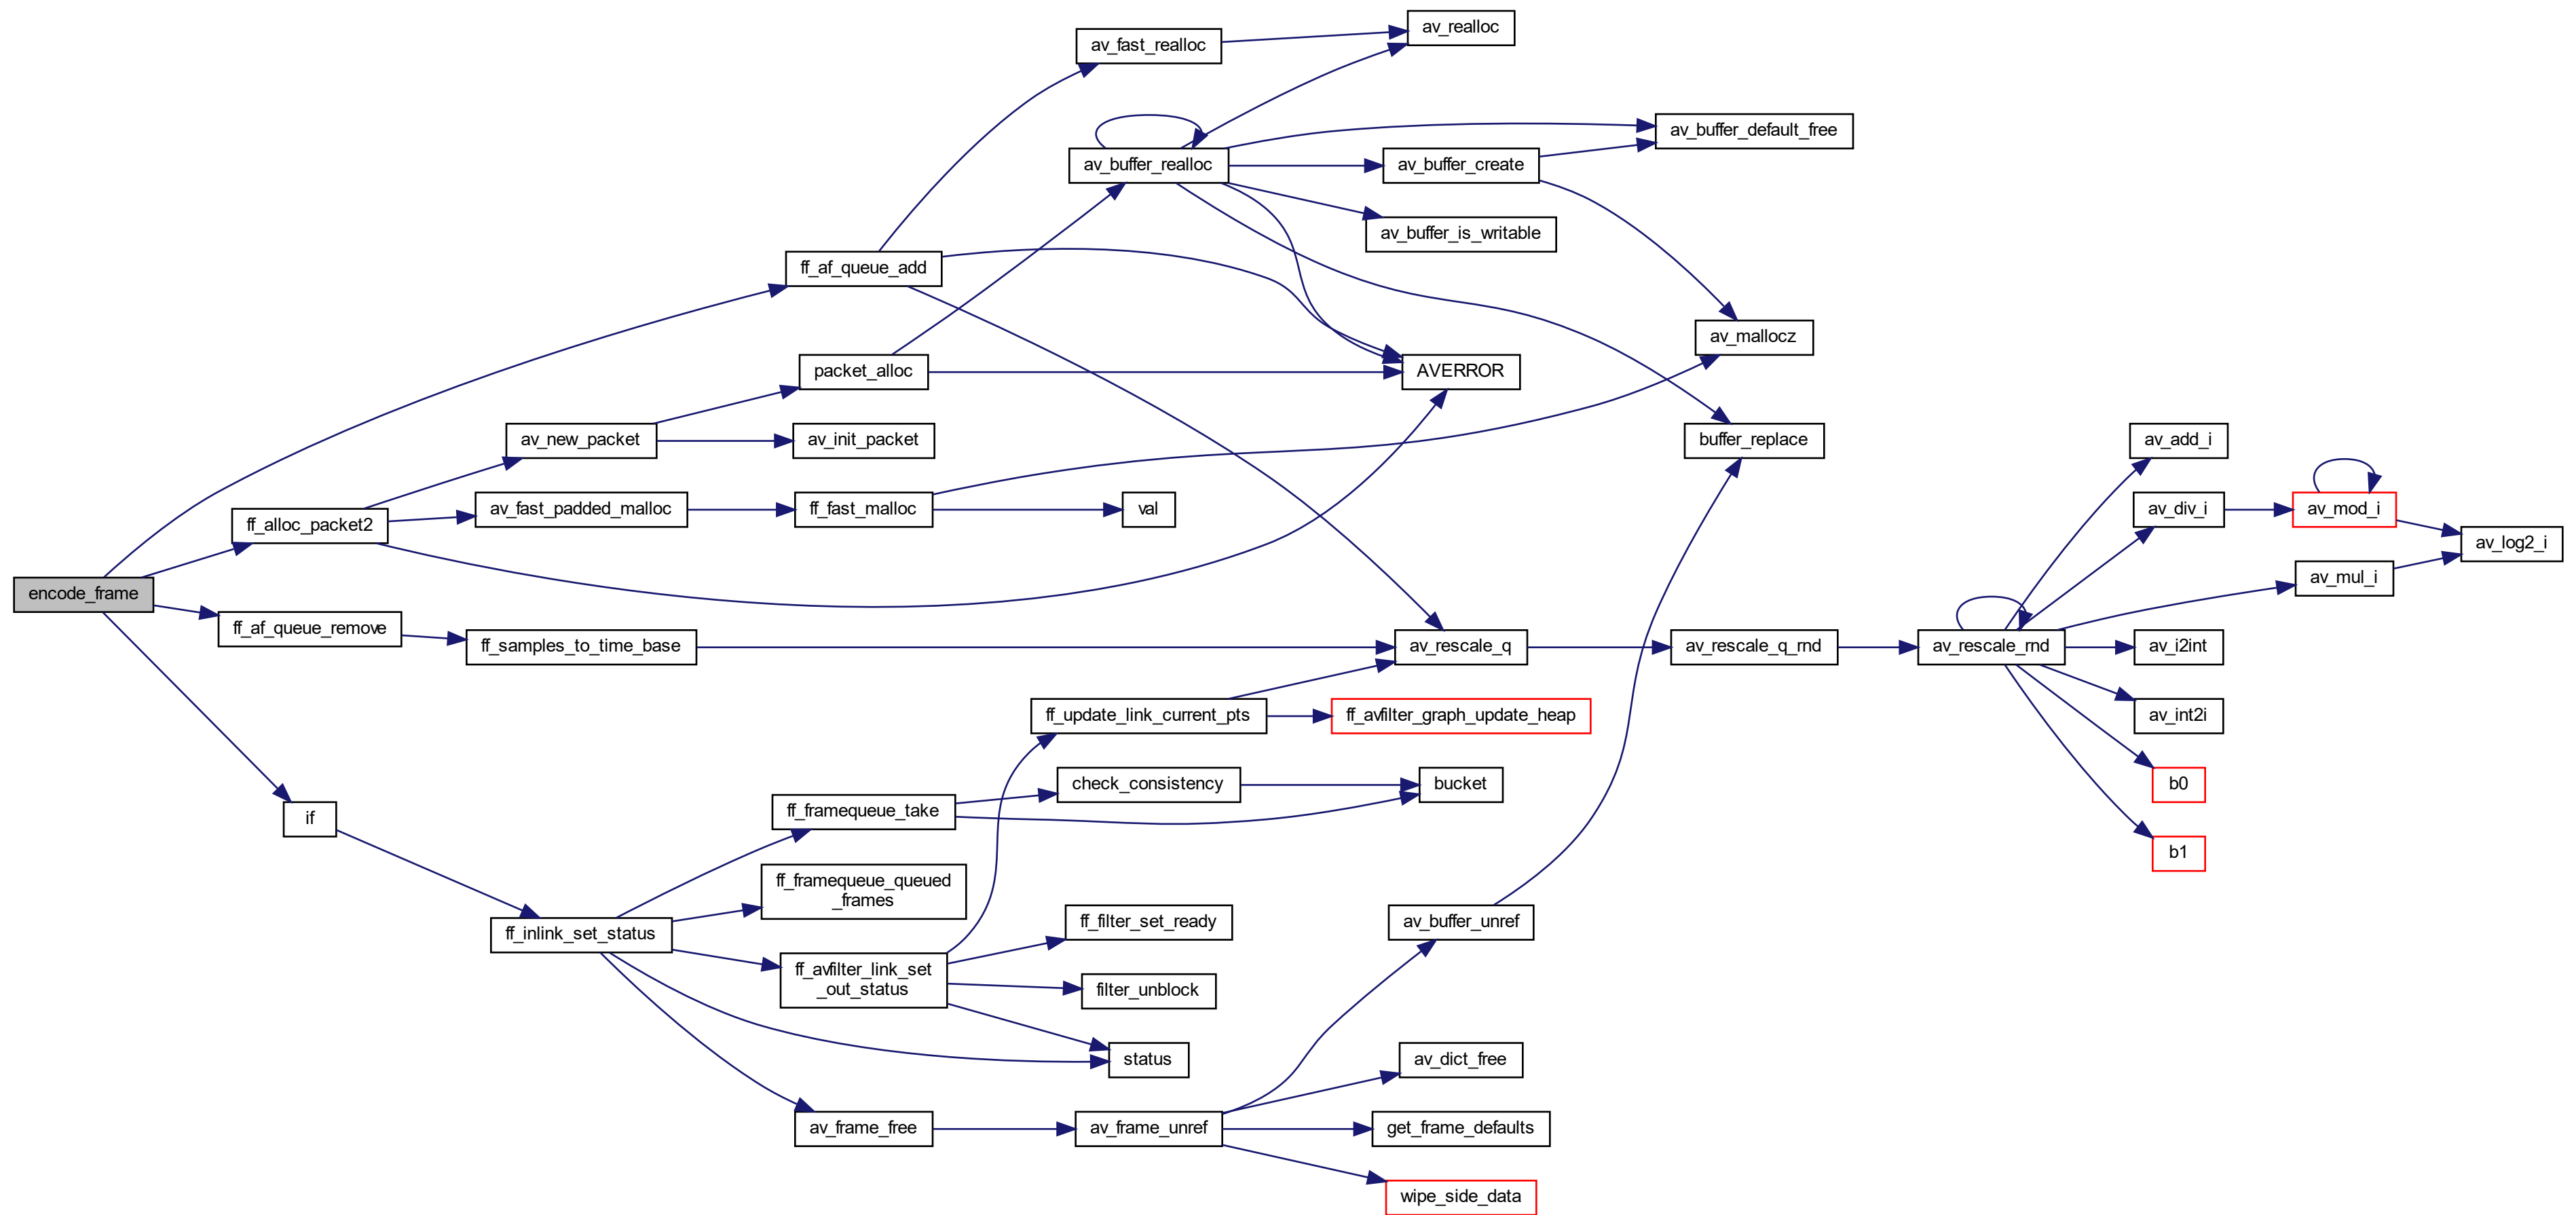 encode_frame
ff_af_queue_add
ff_alloc_packet2
ff_af_queue_remove
if
av_new_packet
av_fast_padded_malloc
ff_samples_to_time_base
ff_inlink_set_status
packet_alloc
av_init_packet
ff_fast_malloc
ff_framequeue_take
ff_framequeue_queued
_frames
ff_avfilter_link_set
_out_status
av_frame_free
av_fast_realloc
av_buffer_realloc
val
ff_update_link_current_pts
check_consistency
ff_filter_set_ready
filter_unblock
status
av_frame_unref
av_realloc
av_buffer_create
av_buffer_is_writable
AVERROR
av_rescale_q
ff_avfilter_graph_update_heap
bucket
av_buffer_unref
av_dict_free
get_frame_defaults
wipe_side_data
av_buffer_default_free
av_mallocz
buffer_replace
av_rescale_q_rnd
av_rescale_rnd
av_add_i
av_div_i
av_i2int
av_int2i
b0
b1
av_mod_i
av_mul_i
av_log2_i